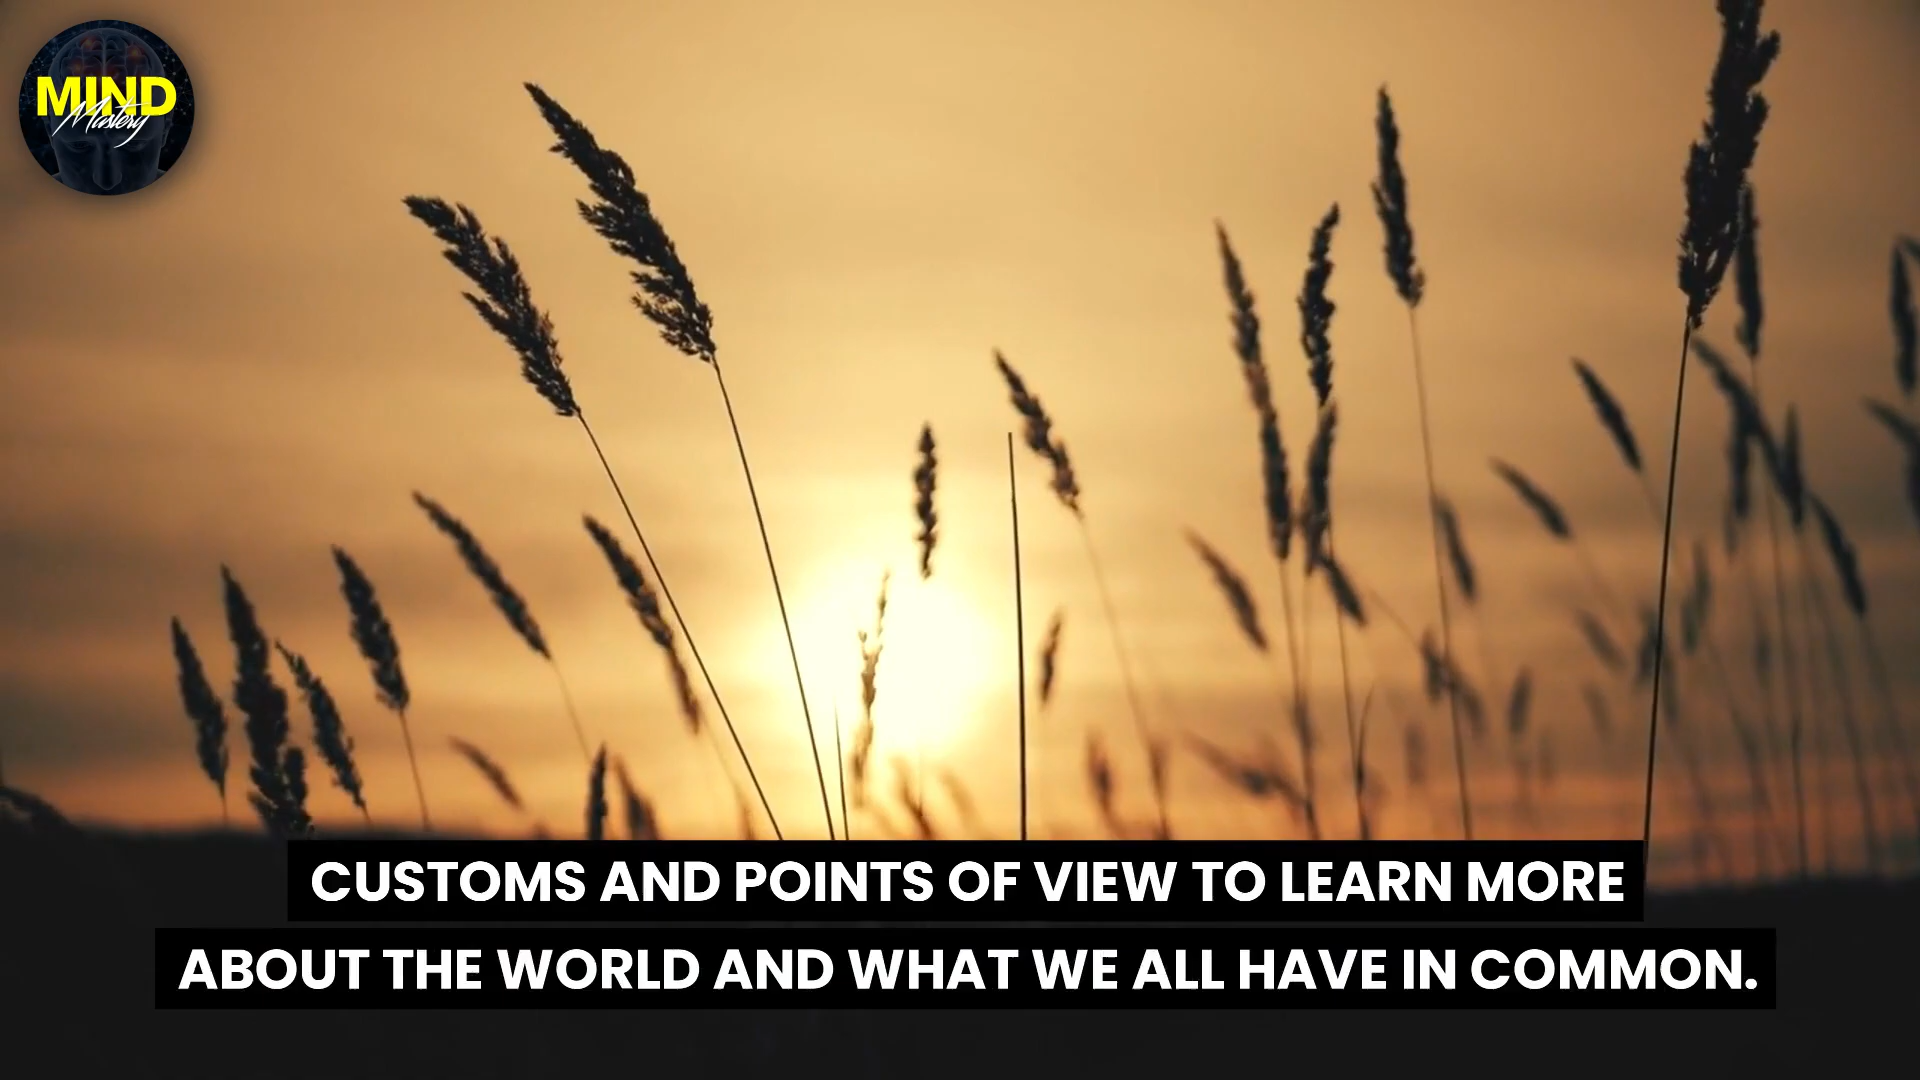 MIND
Mastery
CUSTOMS AND POINTS OF VIEW TO LEARN MORE
ABOUT THE WORLD AND WHAT WE ALL HAVE IN COMMON.